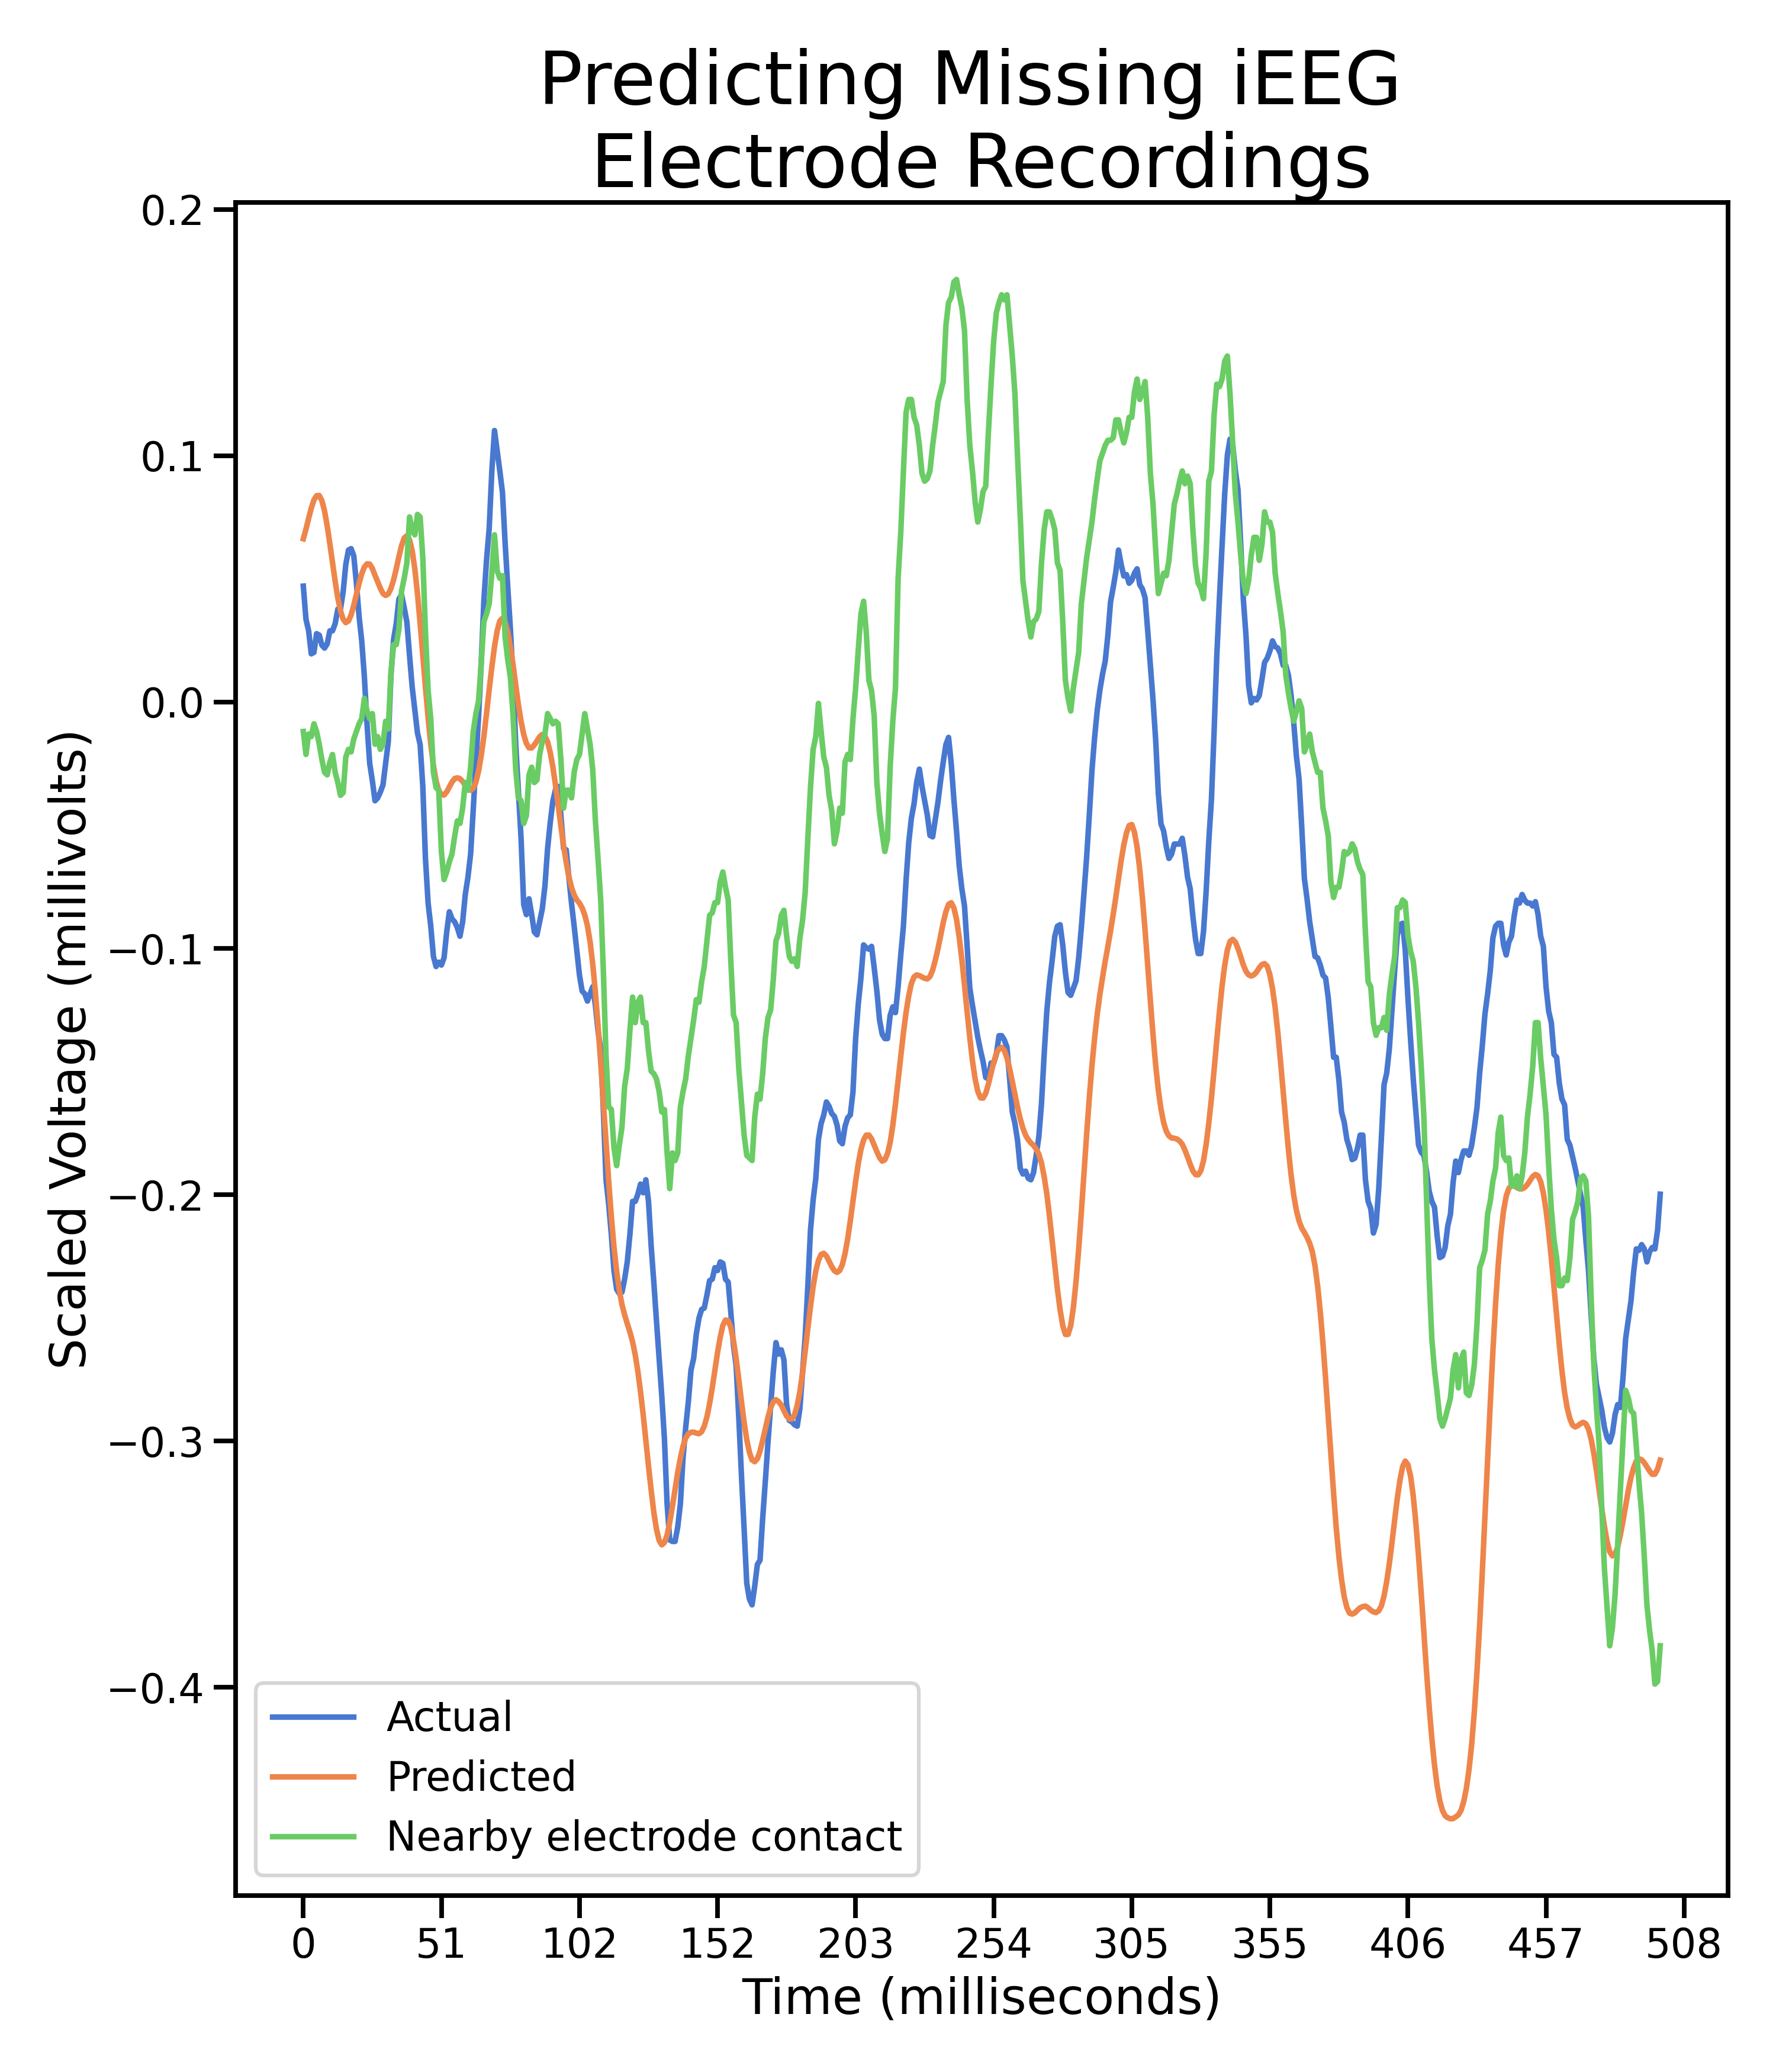 Predicting Missing iEEG
Electrode Recordings
Scaled Voltage (millivolts)
0.2
0.1
0.0
−0.1
−0.2
−0.3
−0.4
Actual
Predicted
Nearby electrode contact
0 51 102 152 203 254 305 355 406 457 508
Time (milliseconds)